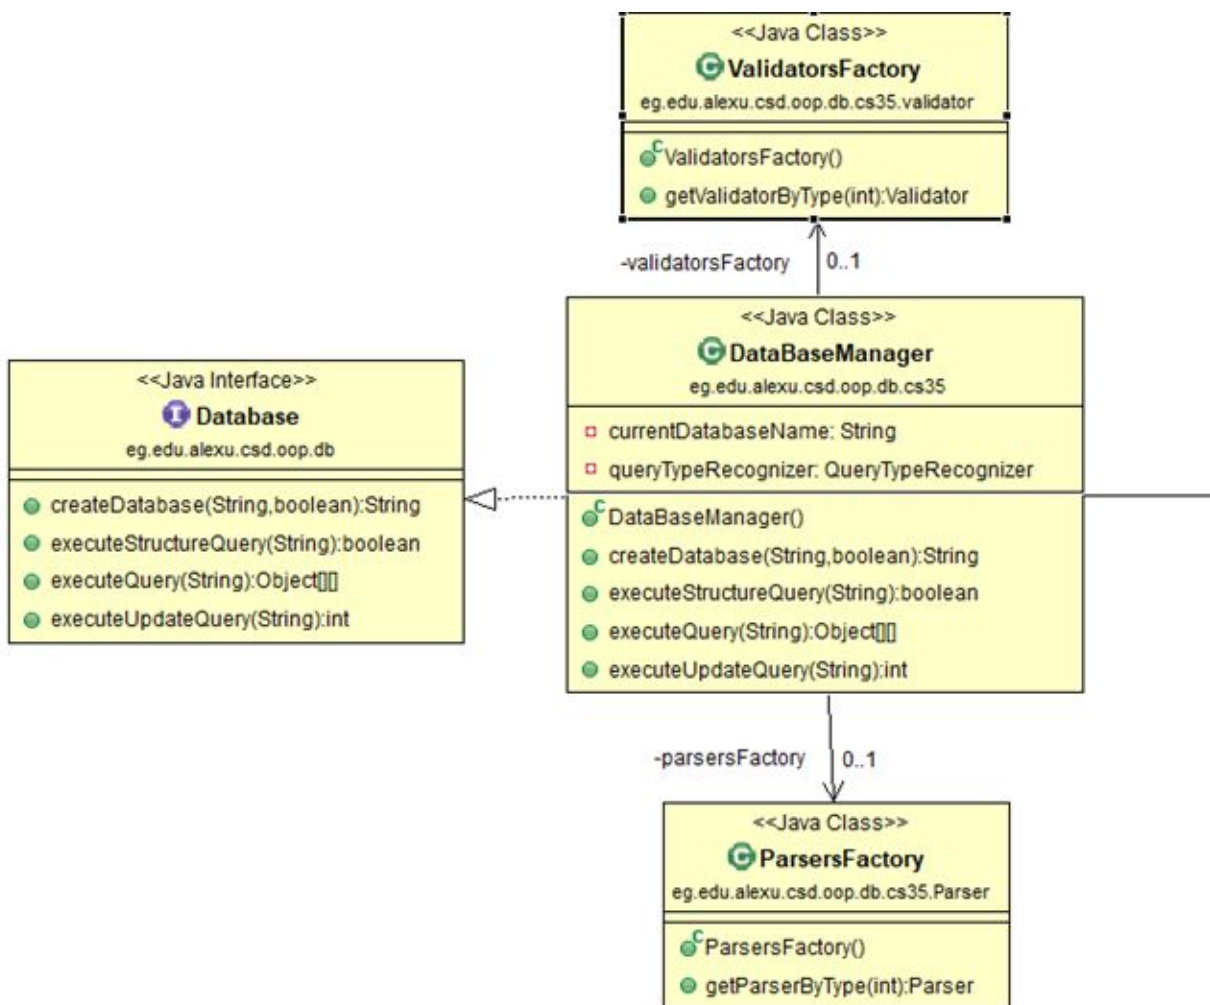 <<Java Class>>
ValidatorsFactory
eg.edu.alexu.csd.oop.db.cs35.validator
ValidatorsFactory()
getValidatorByType(int):Validator
-validatorsFactory 0..1
<<Java Interface>>
Database
eg.edu.alexu.csd.oop.db
createDatabase(String,boolean):String
executeStructureQuery(String):boolean
executeQuery(String):Object[][]
executeUpdateQuery(String):int
<<Java Class>>
DataBaseManager
eg.edu.alexu.csd.oop.db.cs35
currentDatabaseName: String
queryTypeRecognizer: QueryTypeRecognizer
DataBaseManager()
createDatabase(String,boolean):String
executeStructureQuery(String):boolean
executeQuery(String):Object[][]
executeUpdateQuery(String):int
-parsersFactory 0..1
<<Java Class>>
ParsersFactory
eg.edu.alexu.csd.oop.db.cs35.Parser
ParsersFactory()
getParserByType(int):Parser